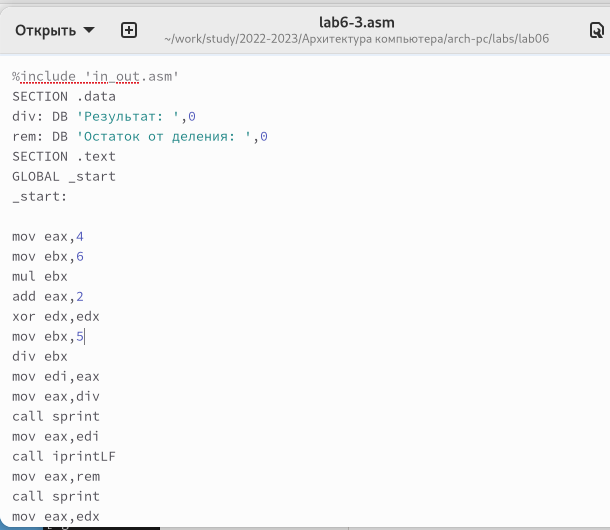 Открыть
lab6-3.asm
~/work/study/2022-2023/Архитектура компьютера/arch-pc/labs/lab06
%include 'in_out.asm'
SECTION .data
div: DB 'Результат: ',0
rem: DB 'Остаток от деления: ',0
SECTION .text
GLOBAL _start
_start:
mov eax,4
mov ebx,6
mul ebx
add eax,2
xor edx,edx
mov ebx,5
div ebx
mov edi,eax
mov eax,div
call sprint
mov eax,edi
call iprintLF
mov eax,rem
call sprint
mov eax,edx